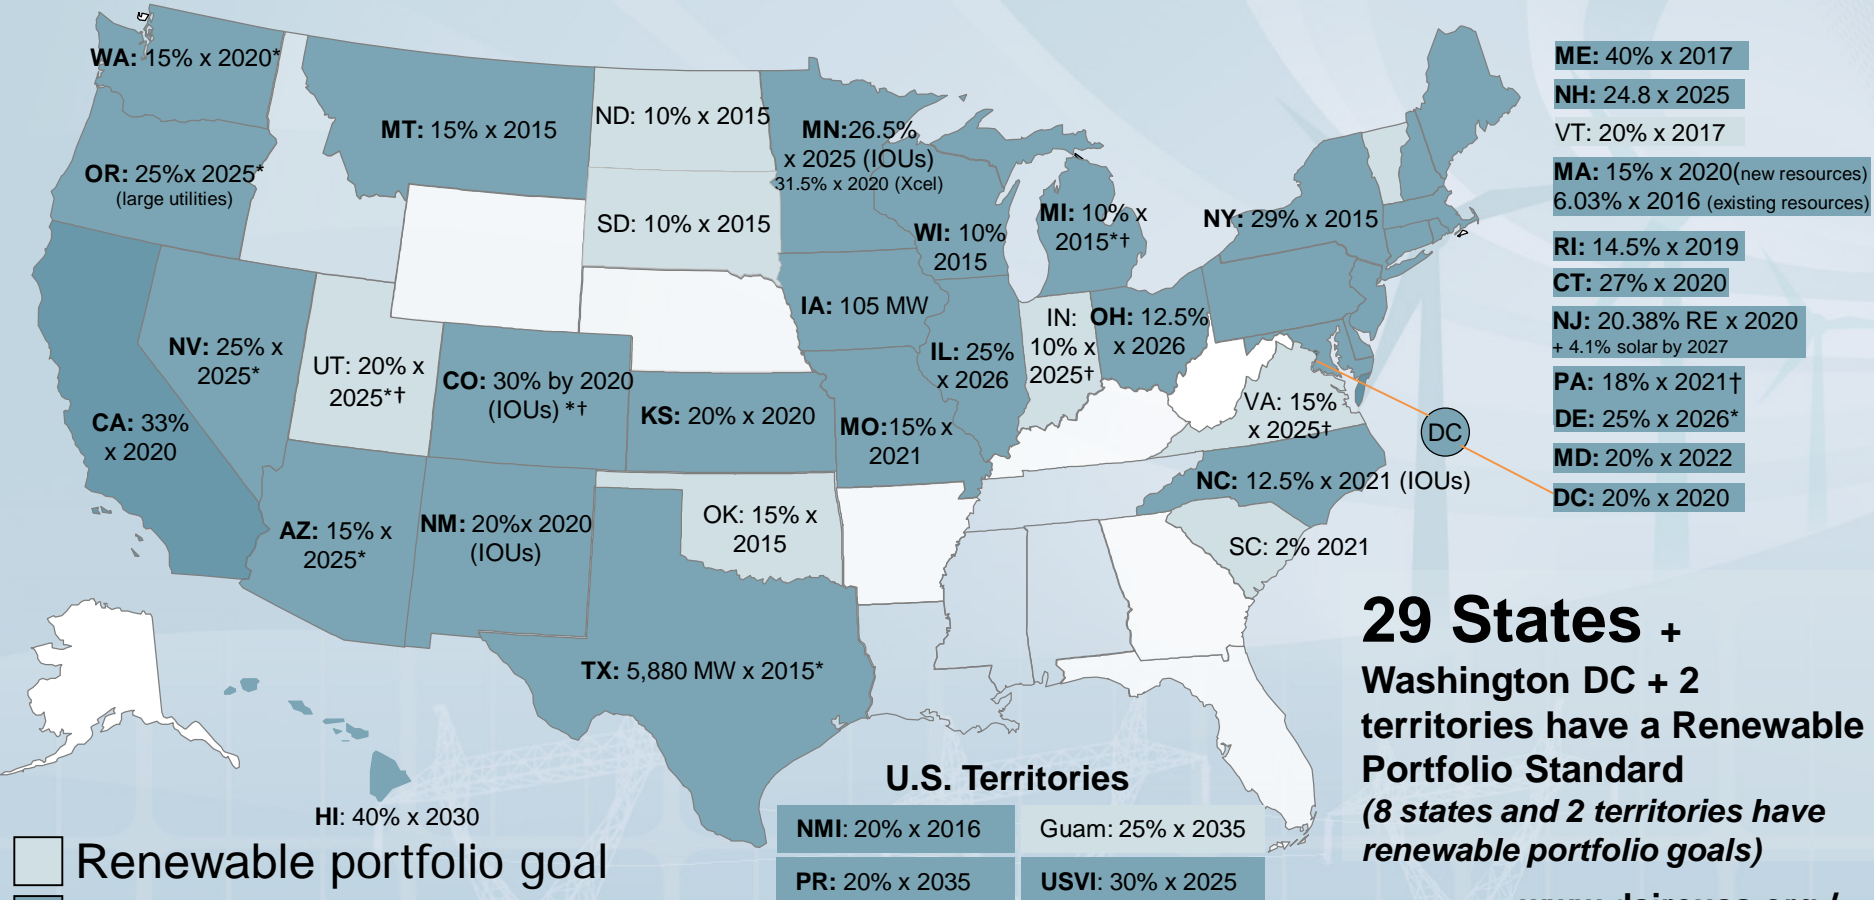 WA: 15% x 2020*
OR: 25%x 2025*
(large utilities)
CA: 33%
x 2020
NV: 25% x
2025*
MT: 15% x 2015
UT: 20% x
2025*†
AZ: 15% x
2025*
CO: 30% by 2020
(IOUs) *†
NM: 20%x 2020
(IOUs)
ND: 10% x 2015
SD: 10% x 2015
KS: 20% x 2020
OK: 15% x
2015
TX: 5,880 MW x 2015*
MN:26.5%
x 2025 (IOUs)
31.5% x 2020 (Xcel)
IA: 105 MW
MO:15% x
2021
WI: 10%
2015
IL: 25%
x 2026
MI: 10% x
2015*†
IN:
10% x
2025†
OH: 12.5%
x 2026
NY: 29% x 2015
VA: 15%
x 2025†
NC: 12.5% x 2021 (IOUs)
SC: 2% 2021
DC
HI: 40% x 2030
ME: 40% x 2017
NH: 24.8 x 2025
VT: 20% x 2017
MA: 15% x 2020(new resources)
6.03% x 2016 (existing resources)
RI: 14.5% x 2019
CT: 27% x 2020
NJ: 20.38% RE x 2020
+ 4.1% solar by 2027
PA: 18% x 2021†
DE: 25% x 2026*
MD: 20% x 2022
DC: 20% x 2020
29 States +
Washington DC + 2
territories have a Renewable
Portfolio Standard
(8 states and 2 territories have
renewable portfolio goals)
U.S. Territories
NMI: 20% x 2016
Guam: 25% x 2035
PR: 20% x 2035
USVI: 30% x 2025
Renewable portfolio goal